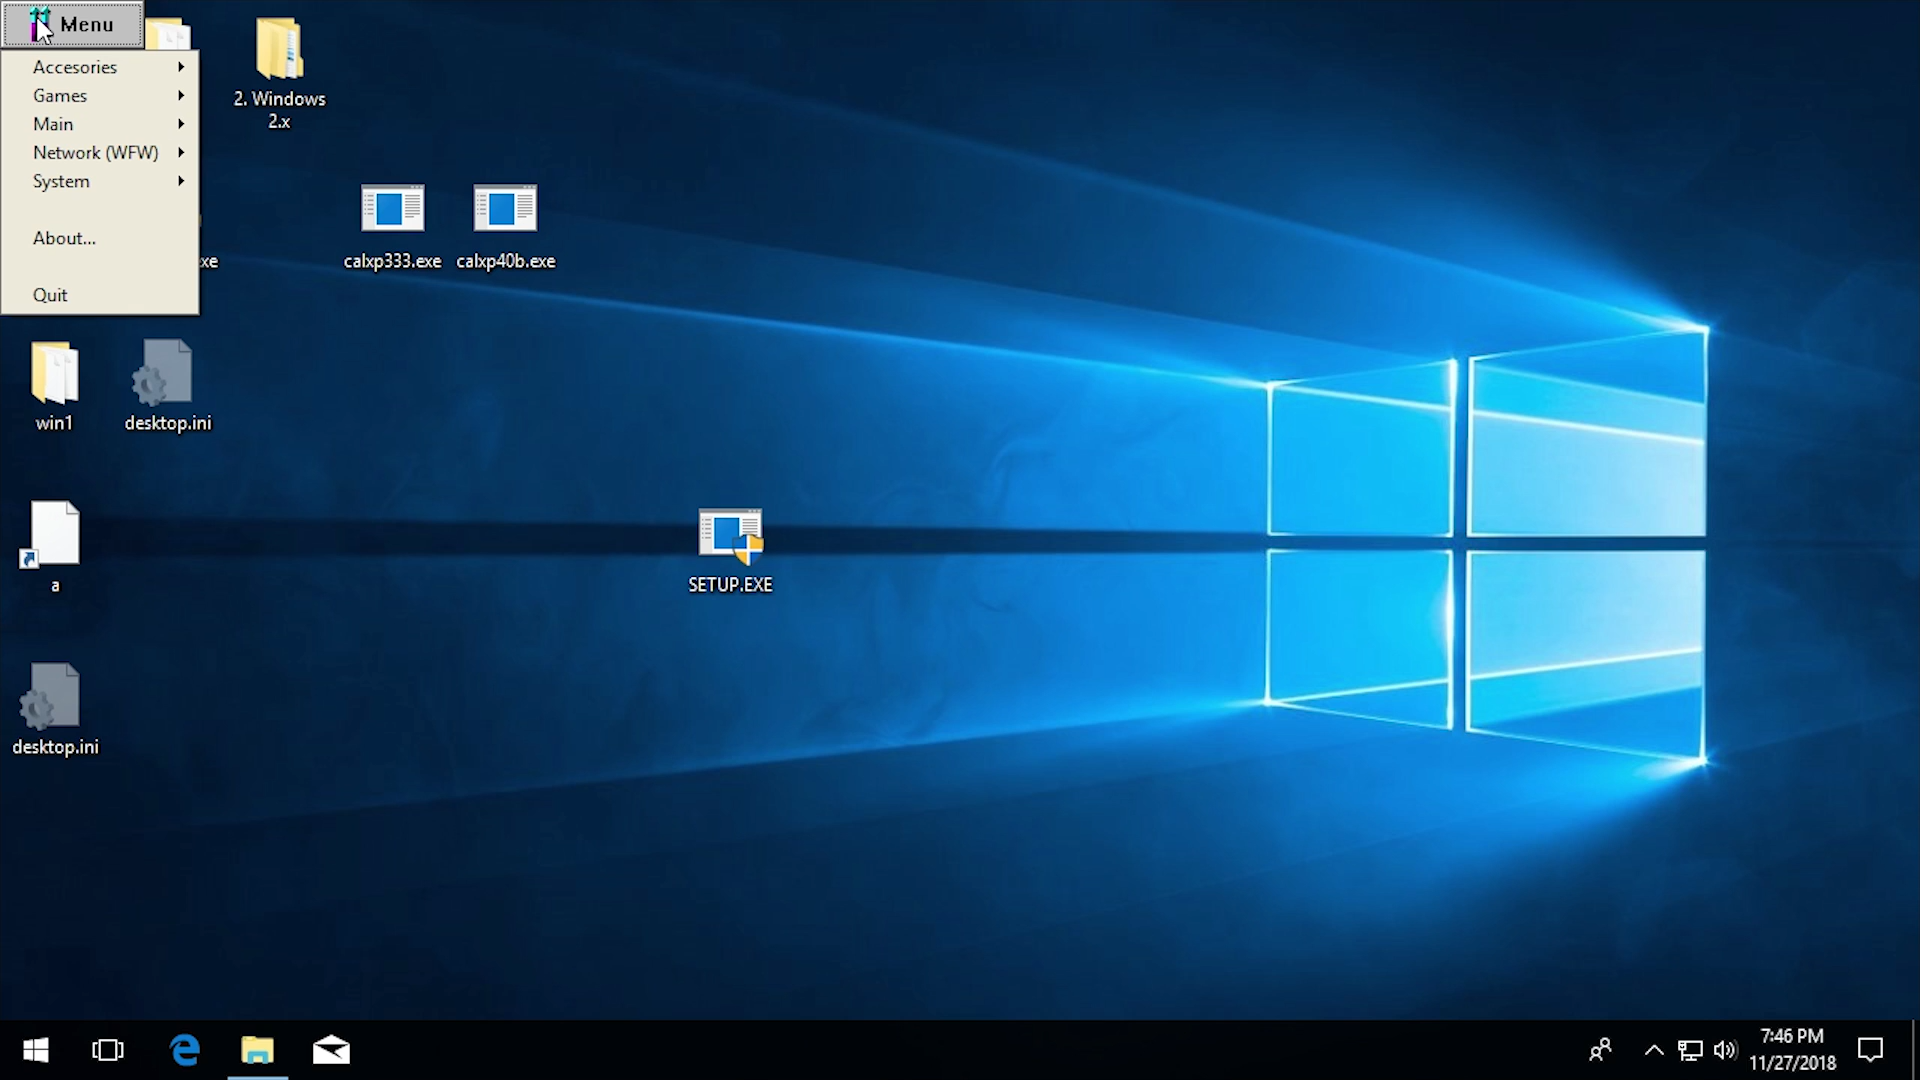 Menu
Accesories
Games
Main
Network (WFW)
System
About...
Quit
2. Windows
2.x
xe
calxp333.exe
calxp40b.exe
win1
desktop.ini
a
SETUP.EXE
desktop.ini
7:46 PM
11/27/2018